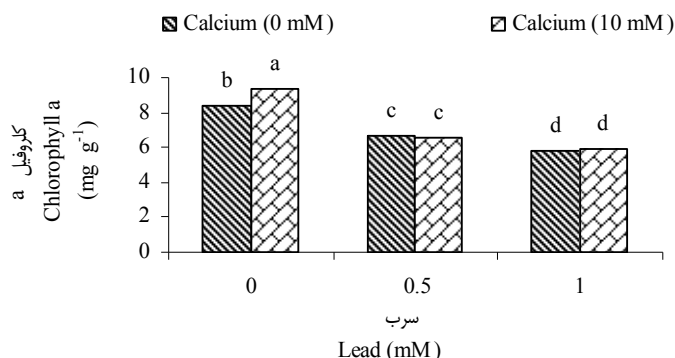 Calcium (0 mM) Calcium (10 mM)
کلروفیل a
Chlorophyll a
(mg g-1)
10
8
6
4
2
0
b a c c d d
0 0.5 1
سرب
Lead (mM)